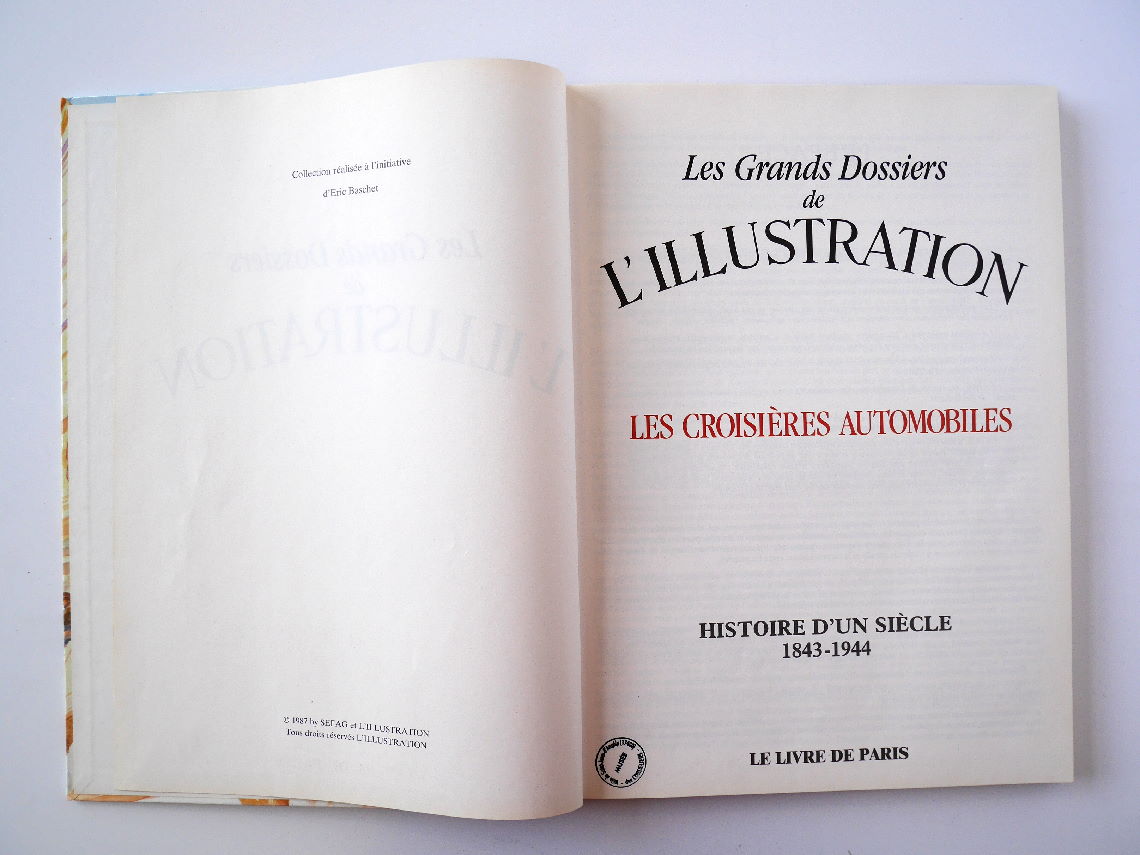 Collection réalisée à l'initiative
d'Eric Baschet
© 1987 by SEFAG et L'ILLUSTRATION
Tous droits réservés L'ILLUSTRATION
Les Grands Dossiers
de
L'ILLUSTRATION
LES CROISIÈRES AUTOMOBILES
HISTOIRE D'UN SIÈCLE
1843-1944
LE LIVRE DE PARIS